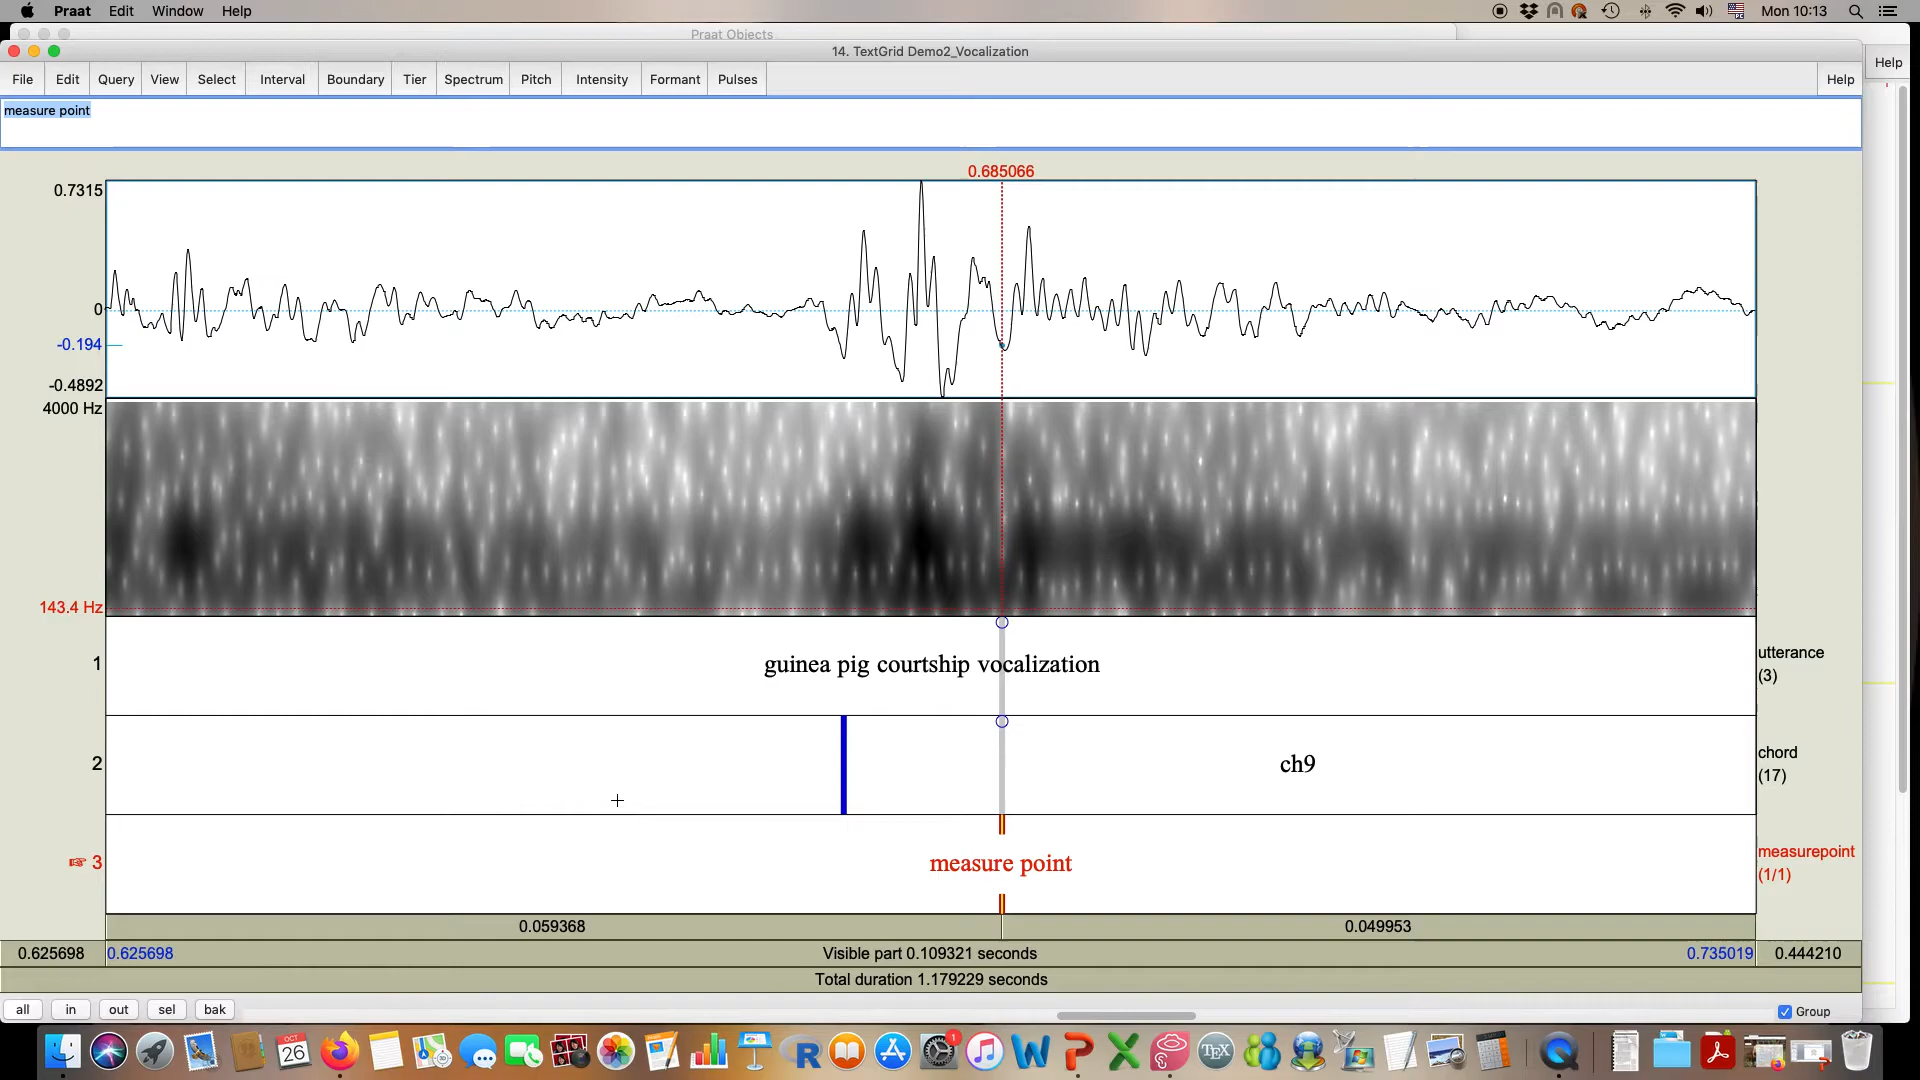 Praat Edit Window Help
Mon 10:13
Praat Objects
14. TextGrid Demo2_Vocalization
Help
File Edit Query View Select Interval Boundary Tier Spectrum Pitch Intensity Formant Pulses Help
measure point
0.685066
0.7315
0
-0.194
-0.4892
4000 Hz
143.4 Hz
1
guinea pig courtship vocalization
utterance
(3)
2
ch9
chord
(17)
3
measure point
measurepoint
(1/1)
0.059368 0.049953
0.625698 0.625698 Visible part 0.109321 seconds 0.735019 0.444210
Total duration 1.179229 seconds
all in out sel bak Group
OCT
26
1
TEX